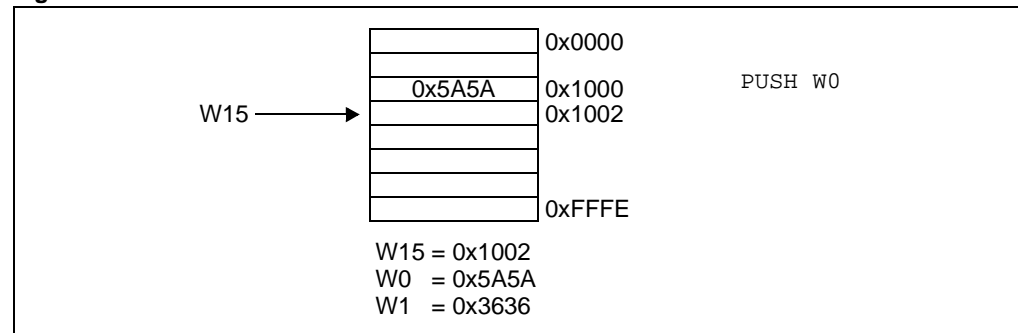 0x0000
0x5A5A 0x1000 PUSH W0
W15 0x1002
0xFFFE
W15 = 0x1002
W0 = 0x5A5A
W1 = 0x3636